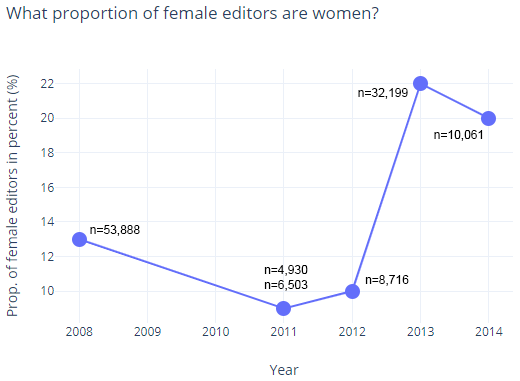 What proportion of female editors are women?
Prop. of female editors in percent (%)
22
20
18
16
14
12
10
n=53,888
n=4,930
n=6,503
n=8,716
n=32,199
n=10,061
2008
2009
2010
2011
2012
2013
2014
Year